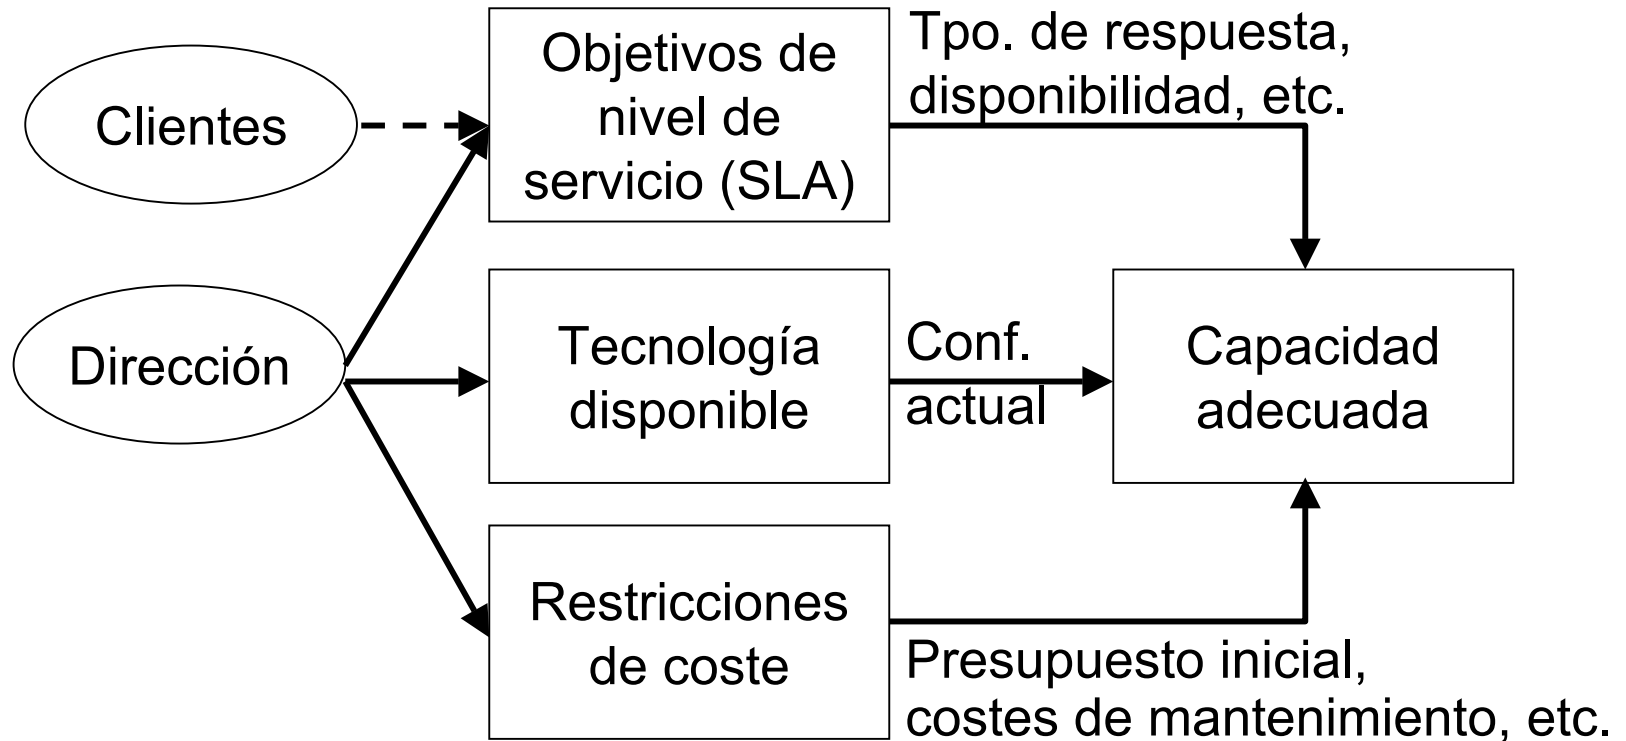 Clientes
Objetivos de
nivel de
servicio (SLA)
Tpo. de respuesta,
disponibilidad, etc.
Dirección
Tecnología
disponible
Conf.
actual
Capacidad
adecuada
Restricciones
de coste
Presupuesto inicial,
costes de mantenimiento, etc.